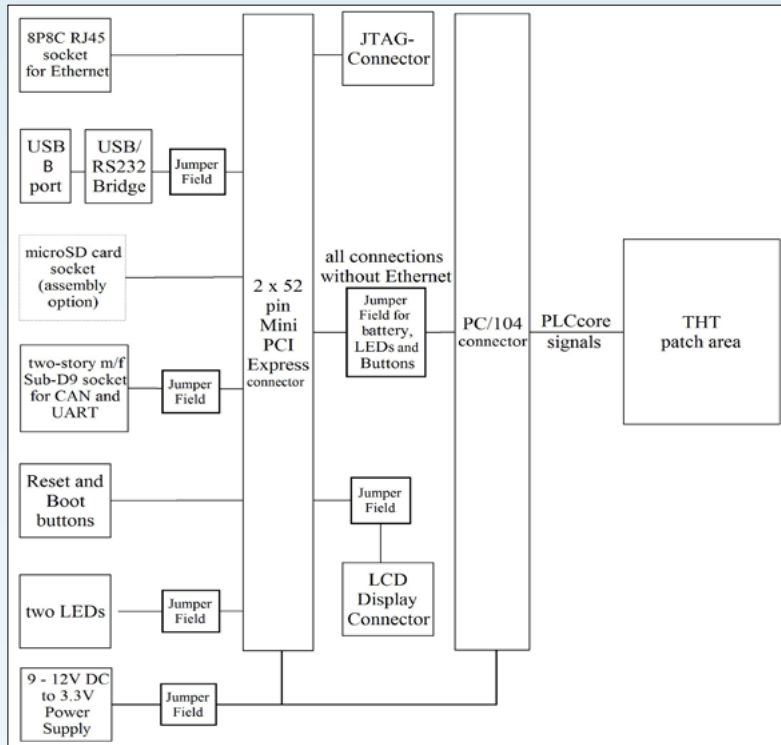 8P8C RJ45
socket
for Ethernet
JTAG-
Connector
USB
B
port
USB/
RS232
Bridge
Jumper
Field
microSD card
socket
(assembly
option)
2 x 52
pin
Mini
PCI
Express
connector
all connections
without Ethernet
Jumper
Field for
battery,
LEDs and
Buttons
PC/104
connector
PLCcore
signals
THT
patch area
two-story m/f
Sub-D9 socket
for CAN and
UART
Jumper
Field
Reset and
Boot
buttons
Jumper
Field
LCD
Display
Connector
two LEDs
Jumper
Field
9 - 12V DC
to 3.3V
Power
Supply
Jumper
Field